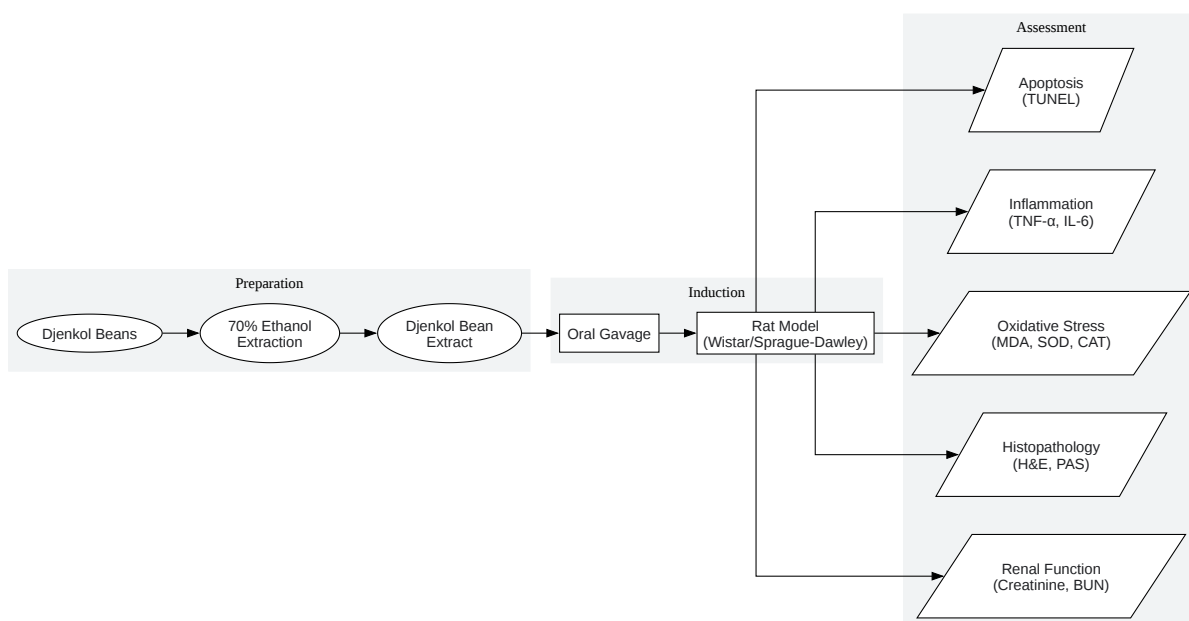 Preparation
Djenkol Beans
70% Ethanol
Extraction
Djenkol Bean
Extract
Induction
Oral Gavage
Rat Model
(Wistar/Sprague-Dawley)
Assessment
Apoptosis
(TUNEL)
Inflammation
(TNF-α, IL-6)
Oxidative Stress
(MDA, SOD, CAT)
Histopathology
(H&E, PAS)
Renal Function
(Creatinine, BUN)